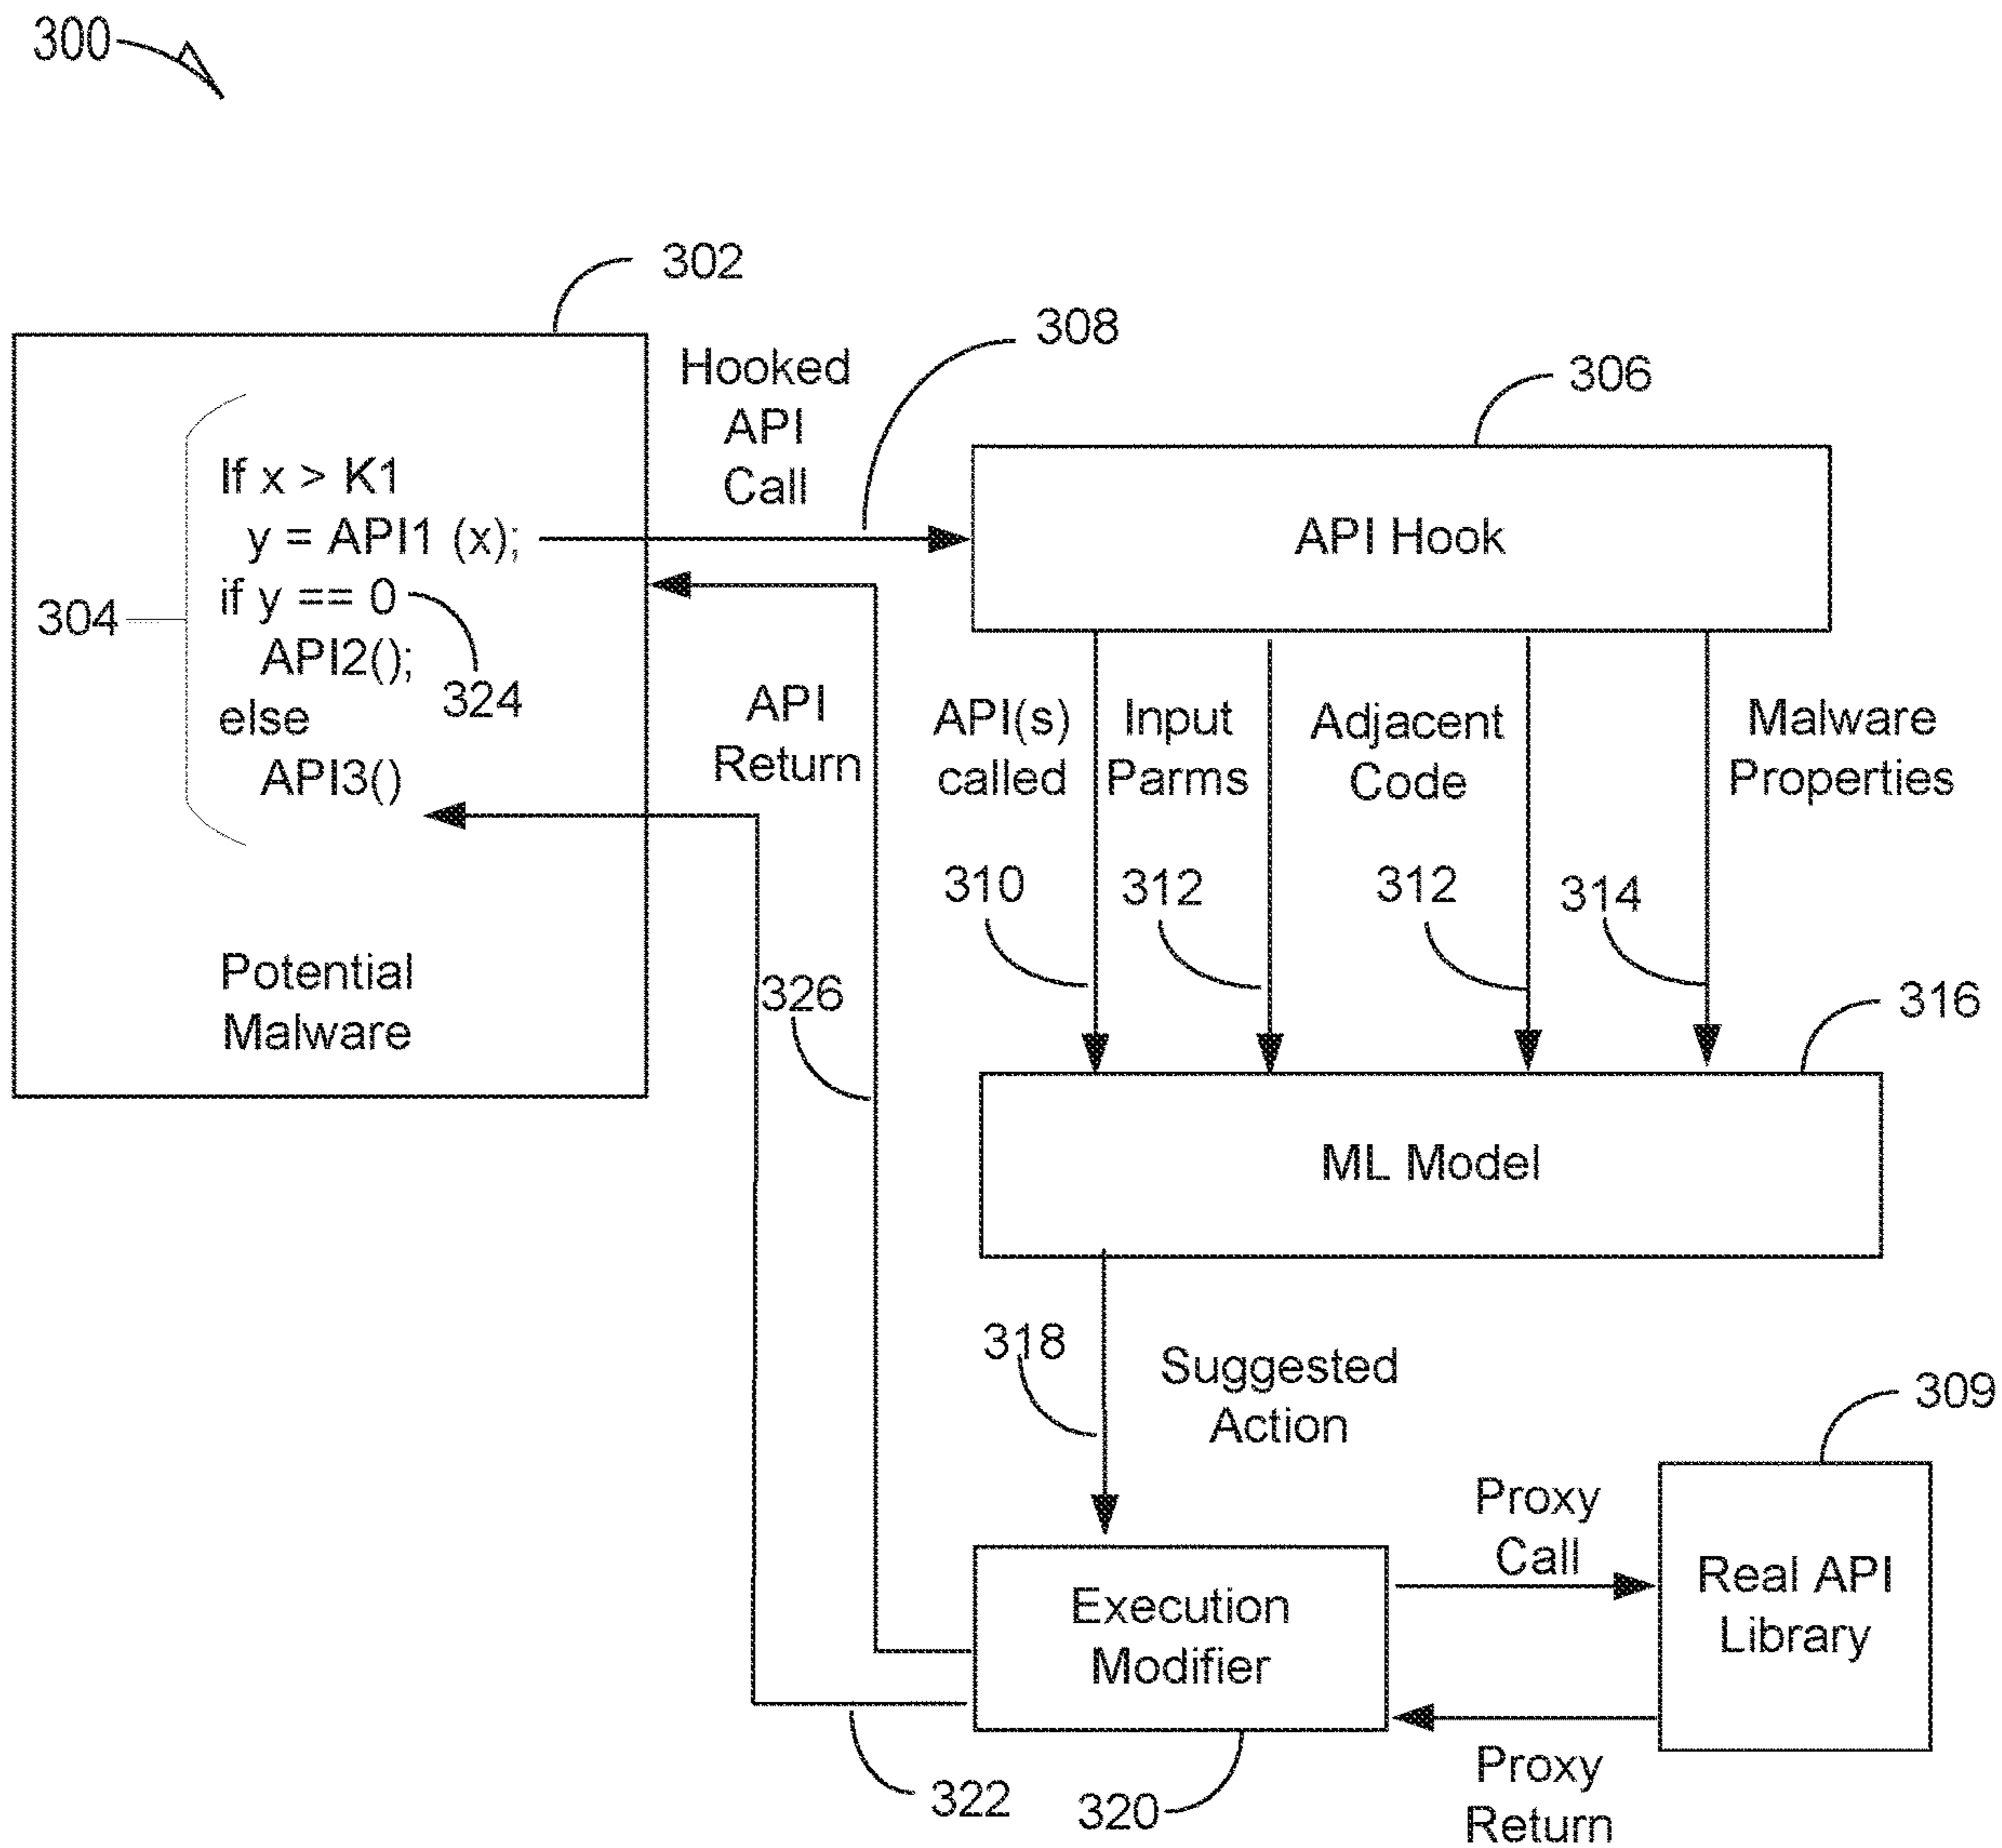 300
302
308
Hooked
API
Call
306
If x > K1
y = API1 (x);
if y == 0
API2();
else
API3()
304
324
Potential
Malware
API Hook
API
Return
API(s)
called
Input
Parms
Adjacent
Code
Malware
Properties
310
312
312
314
326
316
ML Model
318
Suggested
Action
309
Proxy
Call
Real API
Library
Execution
Modifier
Proxy
Return
322
320